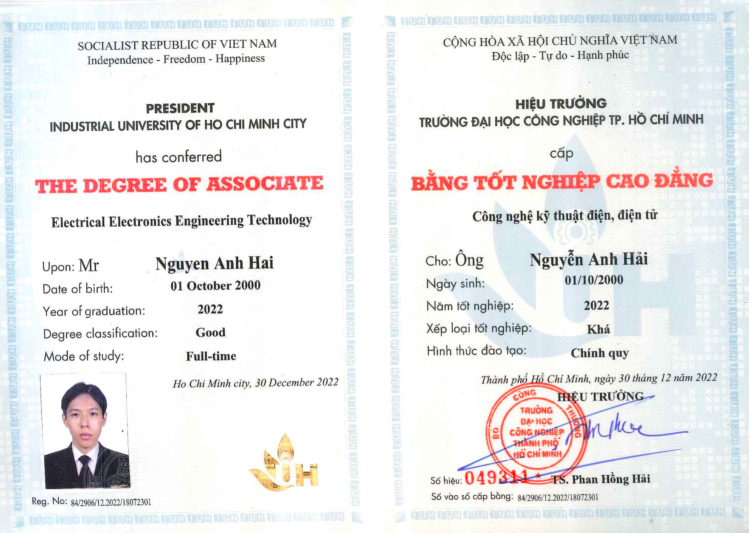 SOCIALIST REPUBLIC OF VIET NAM
Independence - Freedom - Happiness
PRESIDENT
INDUSTRIAL UNIVERSITY OF HO CHI MINH CITY
has conferred
THE DEGREE OF ASSOCIATE
Electrical Electronics Engineering Technology
Upon: Mr Nguyen Anh Hai
Date of birth: 01 October 2000
Year of graduation: 2022
Degree classification: Good
Mode of study: Full-time
Ho Chi Minh city, 30 December 2022
Reg. No: 84/2906/12.2022/18072301
CỘNG HÒA XÃ HỘI CHỦ NGHĨA VIỆT NAM
Độc lập - Tự do - Hạnh phúc
HIỆU TRƯỞNG
TRƯỜNG ĐẠI HỌC CÔNG NGHIỆP TP. HỒ CHÍ MINH
cấp
BẰNG TỐT NGHIỆP CAO ĐẲNG
Công nghệ kỹ thuật điện, điện tử
Cho: Ông Nguyễn Anh Hải
Ngày sinh: 01/10/2000
Năm tốt nghiệp: 2022
Xếp loại tốt nghiệp: Khá
Hình thức đào tạo: Chính quy
Thành phố Hồ Chí Minh, ngày 30 tháng 12 năm 2022
HIỆU TRƯỞNG
BỘ CÔNG THƯƠNG
TRƯỜNG
ĐẠI HỌC
CÔNG NGHIỆP
THÀNH PHỐ
HỒ CHÍ MINH
Số hiệu: 049311 TS. Phan Hồng Hải
Số vào sổ cấp bằng: 84/2906/12.2022/18072301